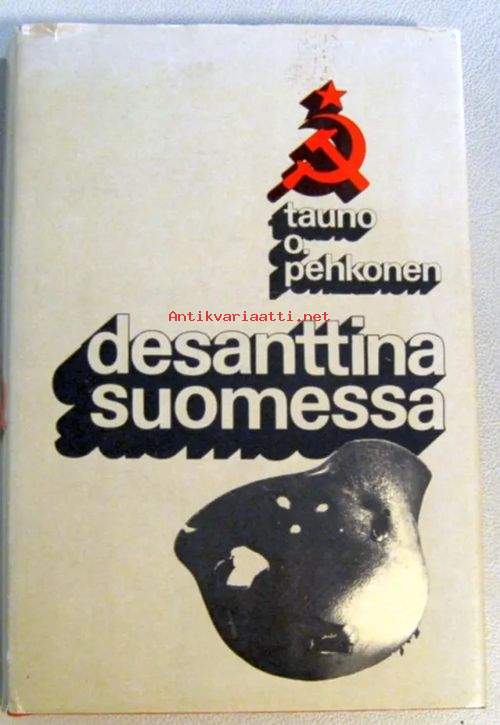 tauno
o.
pehkonen
Antikvariaatti.net
desanttina
suomessa